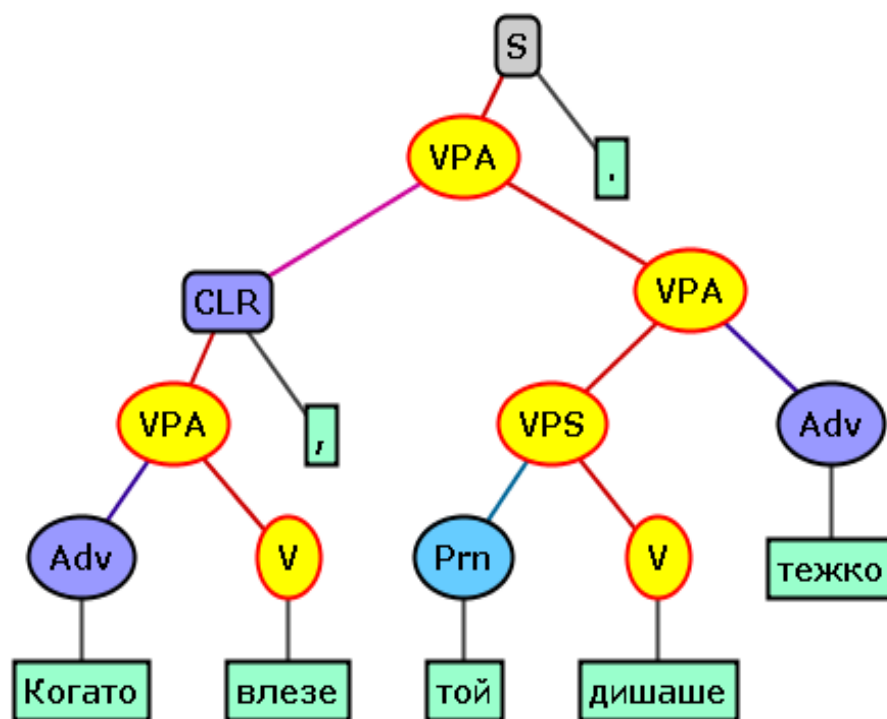 S
VPA
.
CLR VPA
VPA , VPS Adv
Adv V Prn V тежко
Когато влезе той дишаше